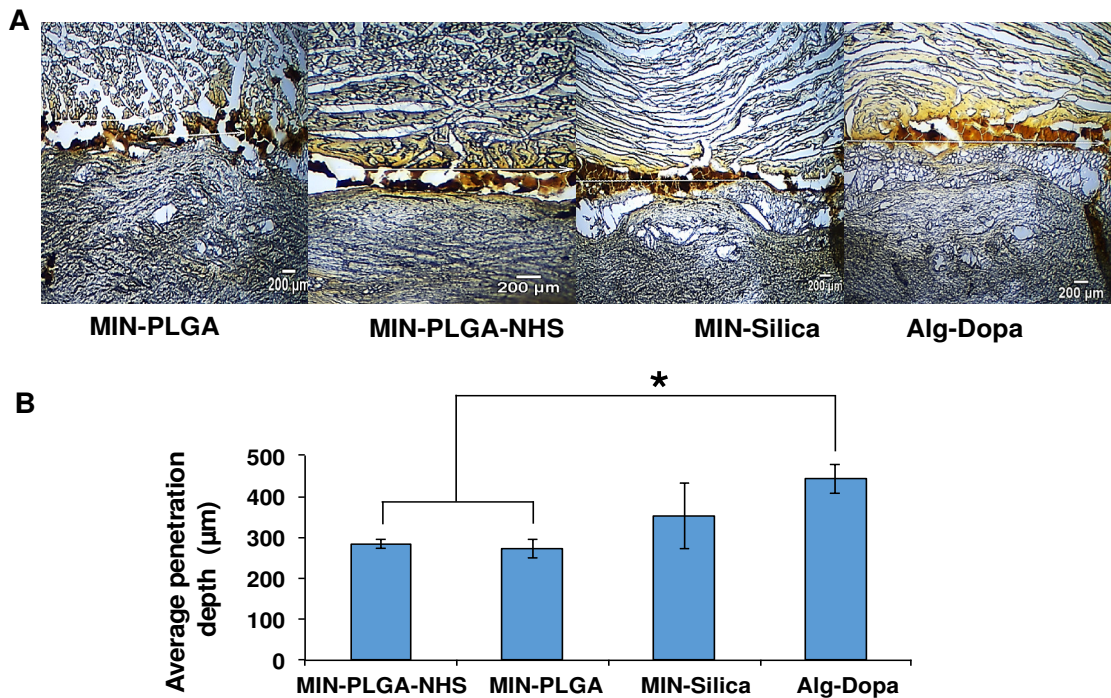 A
200 µm
200 µm
200 µm
200 µm
MIN-PLGA
MIN-PLGA-NHS
MIN-Silica
Alg-Dopa
B
*
Average penetration
depth (µm)
500
400
300
200
100
0
MIN-PLGA-NHS
MIN-PLGA
MIN-Silica
Alg-Dopa